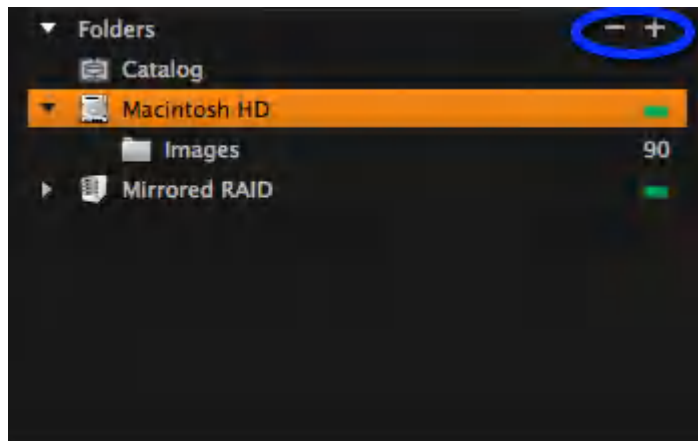 Folders − +
Catalog
Macintosh HD
Images 90
Mirrored RAID